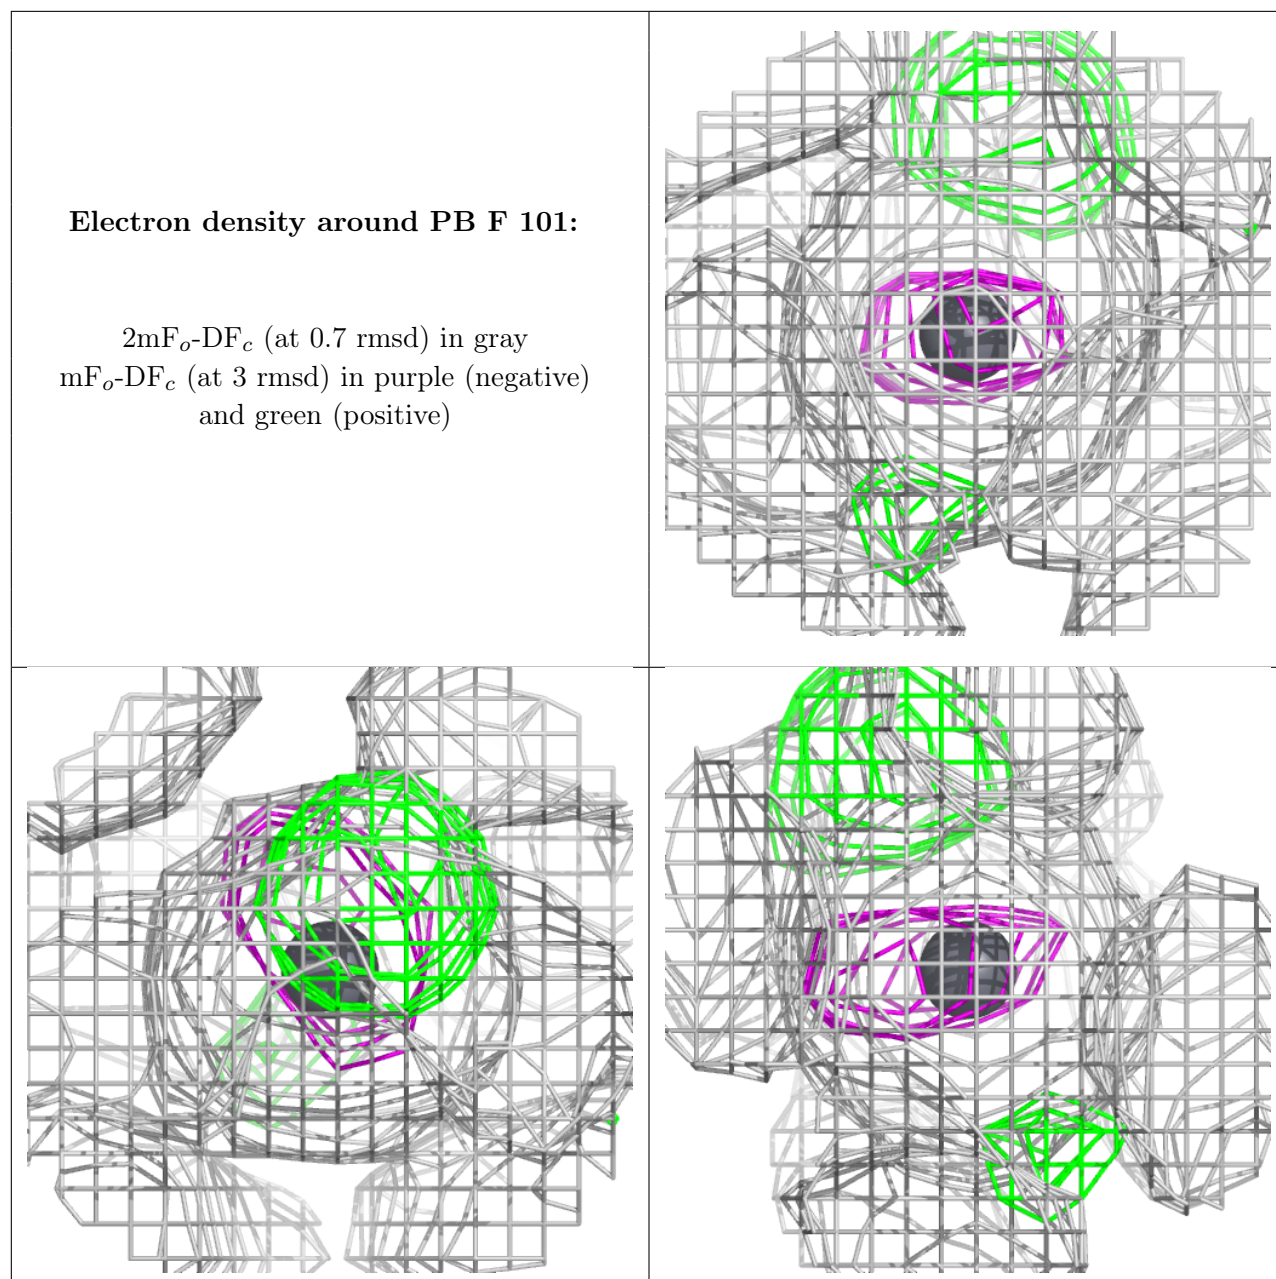 Electron density around PB F 101:
2mFo-DFc (at 0.7 rmsd) in gray
mFo-DFc (at 3 rmsd) in purple (negative)
and green (positive)